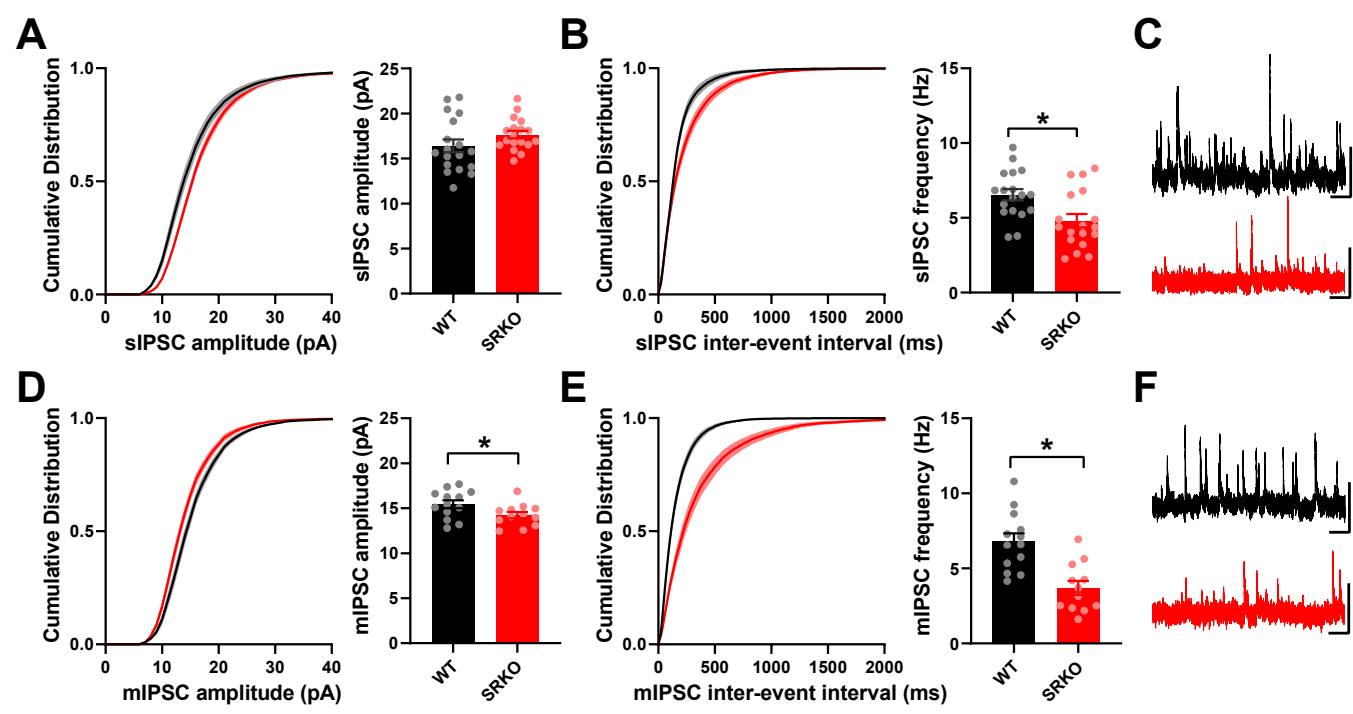 A
Cumulative Distribution
1.0
0.5
0.0
0
10
20
30
40
sIPSC amplitude (pA)
sIPSC amplitude (pA)
25
20
15
10
5
0
WT
SRKO
B
Cumulative Distribution
1.0
0.5
0.0
0
500
1000
1500
2000
sIPSC inter-event interval (ms)
sIPSC frequency (Hz)
15
10
5
0
*
WT
SRKO
C
D
Cumulative Distribution
1.0
0.5
0.0
0
10
20
30
40
mIPSC amplitude (pA)
mIPSC amplitude (pA)
25
20
15
10
5
0
*
WT
SRKO
E
Cumulative Distribution
1.0
0.5
0.0
0
500
1000
1500
2000
mIPSC inter-event interval (ms)
mIPSC frequency (Hz)
15
10
5
0
*
WT
SRKO
F